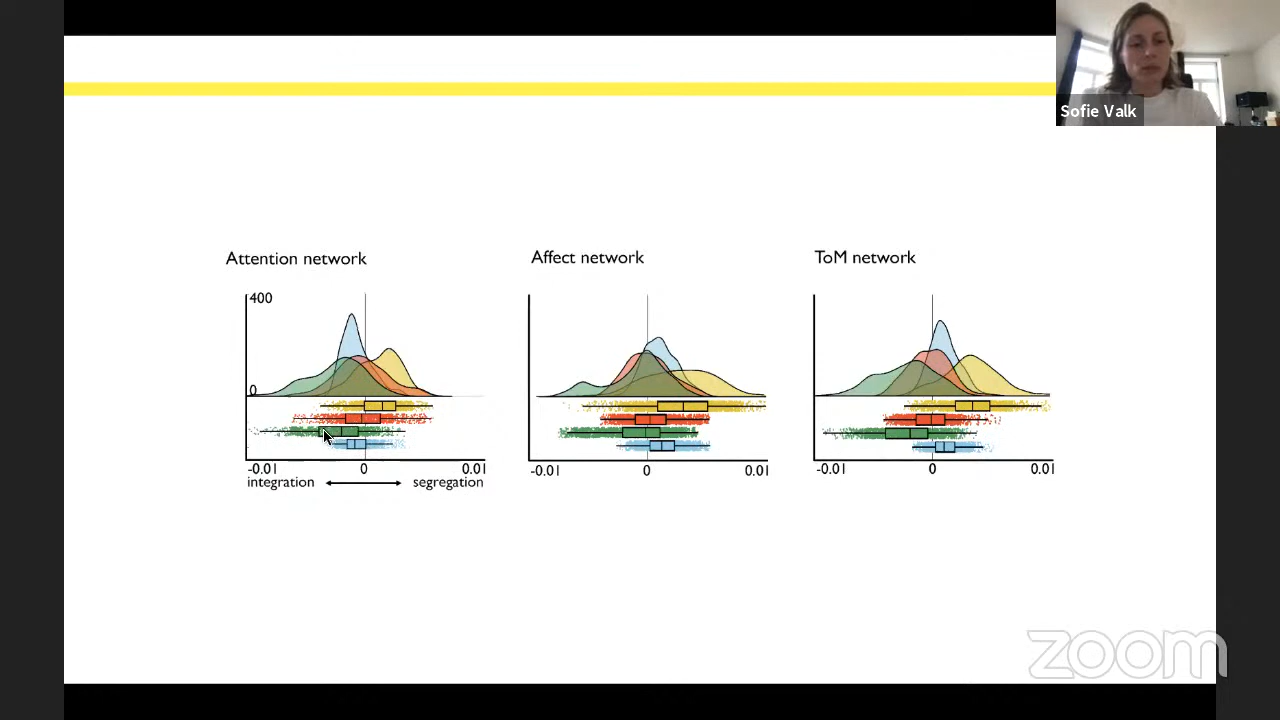 Sofie Valk
Attention network
Affect network
ToM network
400
0
-0.01 0 0.01
-0.01 0 0.01
-0.01 0 0.01
integration segregation
zoom